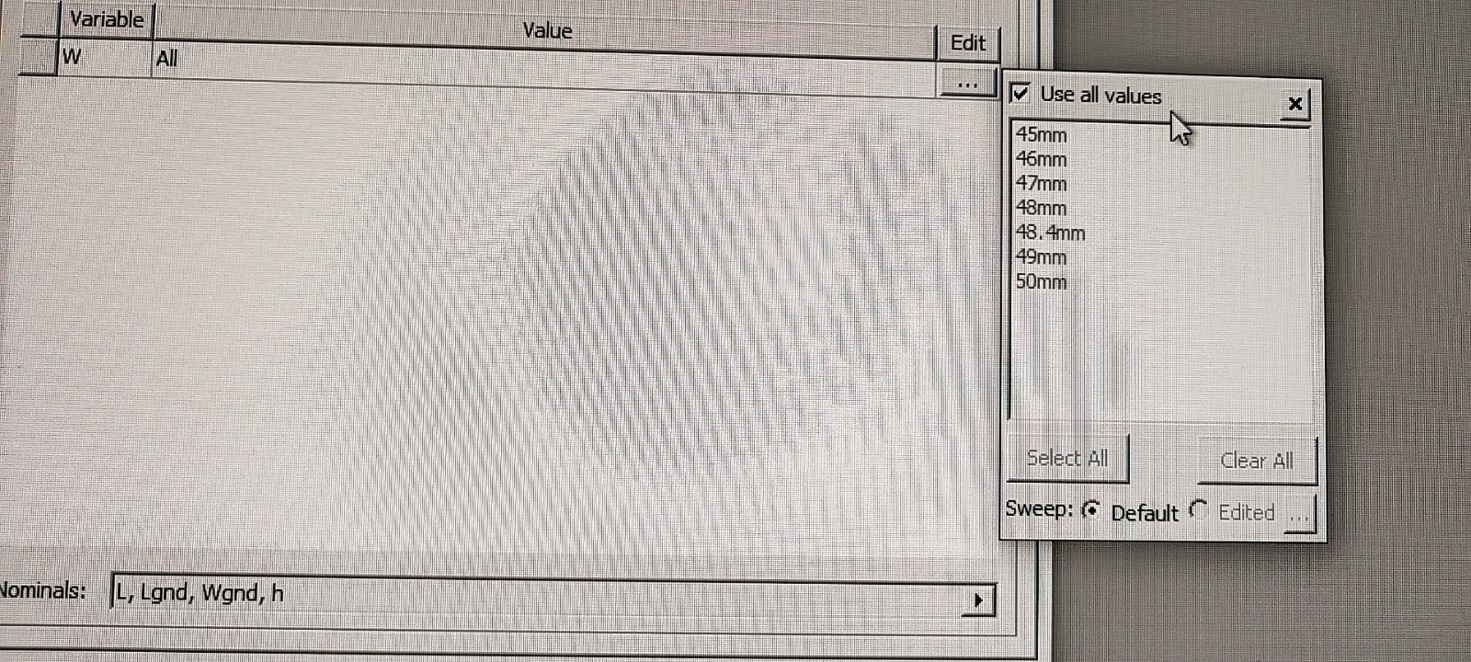 Variable Value Edit
W All ...
Use all values
45mm
46mm
47mm
48mm
48.4mm
49mm
50mm
Select All Clear All
Sweep: Default Edited ...
Nominals: L, Lgnd, Wgnd, h